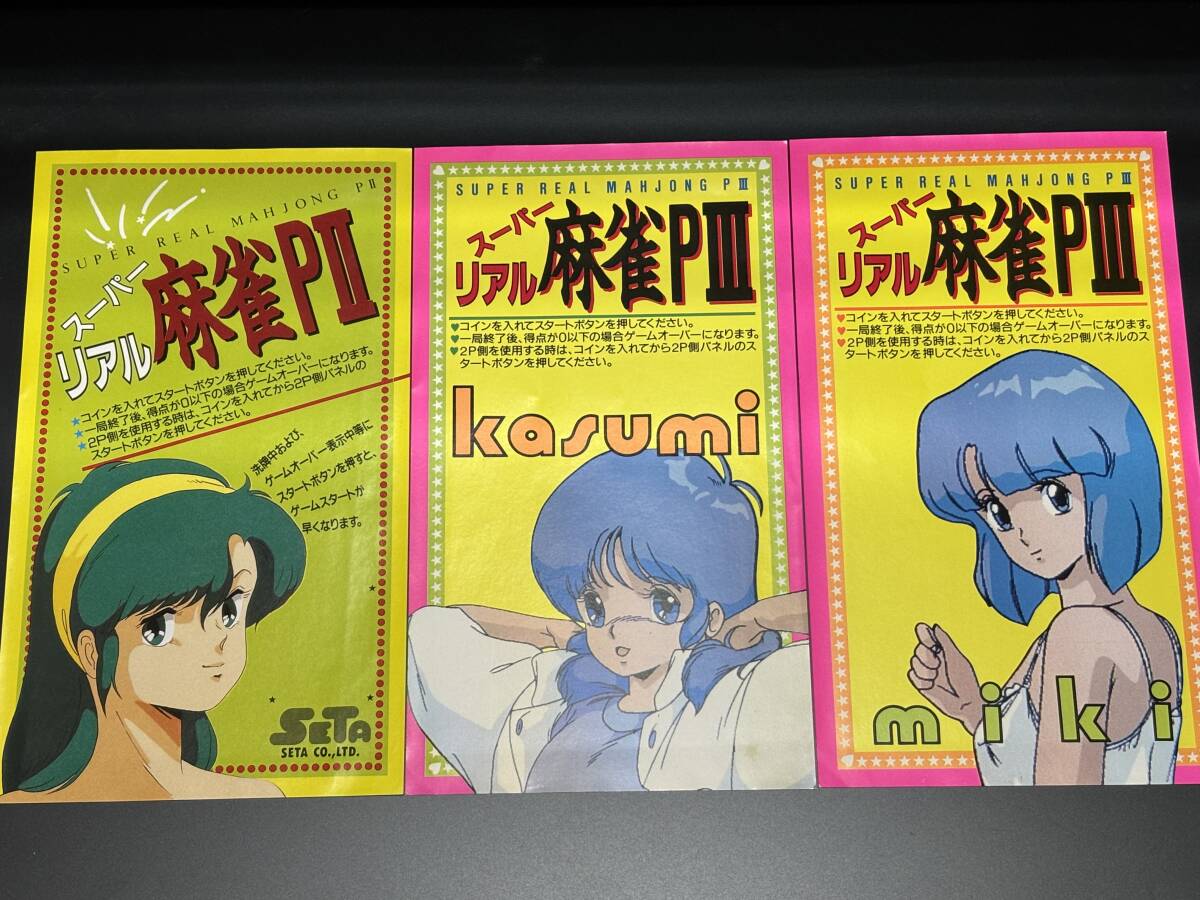 SUPER REAL MAHJONG PII
スーパー
リアル麻雀PII
★コインを入れてスタートボタンを押してください。
★一局終了後、得点が0以下の場合ゲームオーバーになります。
★2P側を使用する時は、コインを入れてから2P側パネルの
スタートボタンを押してください。
洗牌中および、
ゲームオーバー表示中等に
スタートボタンを押すと、
ゲームスタートが
早くなります。
SETA
SETA CO.,LTD.
SUPER REAL MAHJONG PIII
スーパー
リアル麻雀PIII
♥コインを入れてスタートボタンを押してください。
♥一局終了後、得点が0以下の場合ゲームオーバーになります。
♥2P側を使用する時は、コインを入れてから2P側パネルのス
タートボタンを押してください。
kasumi
SUPER REAL MAHJONG PIII
スーパー
リアル麻雀PIII
♥コインを入れてスタートボタンを押してください。
♥一局終了後、得点が0以下の場合ゲームオーバーになります。
♥2P側を使用する時は、コインを入れてから2P側パネルのス
タートボタンを押してください。
miki